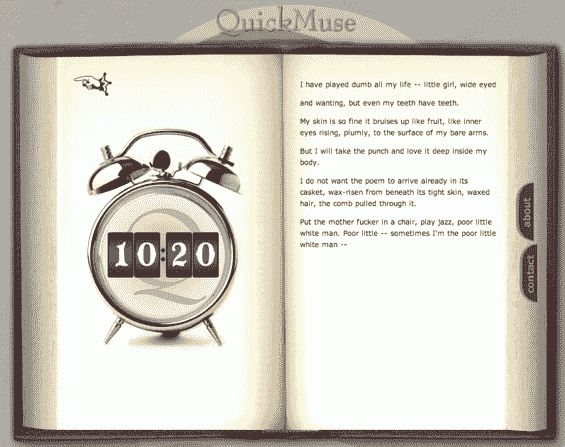 QuickMuse
10:20
I have played dumb all my life -- little girl, wide eyed
and wanting, but even my teeth have teeth.
My skin is so fine it bruises up like fruit, like inner
eyes rising, plumly, to the surface of my bare arms.
But I will take the punch and love it deep inside my
body.
I do not want the poem to arrive already in its
casket, wax-risen from beneath its tight skin, waxed
hair, the comb pulled through it.
Put the mother fucker in a chair, play jazz, poor little
white man. Poor little -- sometimes I'm the poor little
white man --
about
contact